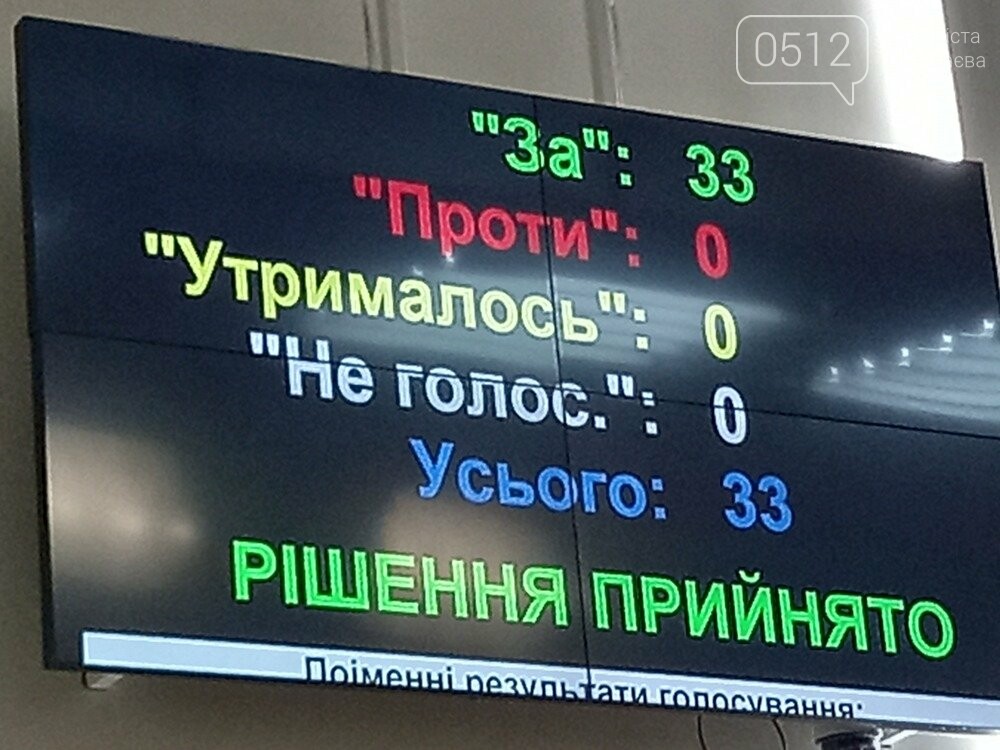 0512
"За": 33
"Проти": 0
"Утрималось": 0
"Не голос.": 0
Усього: 33
РІШЕННЯ ПРИЙНЯТО
Поіменні результати голосування: